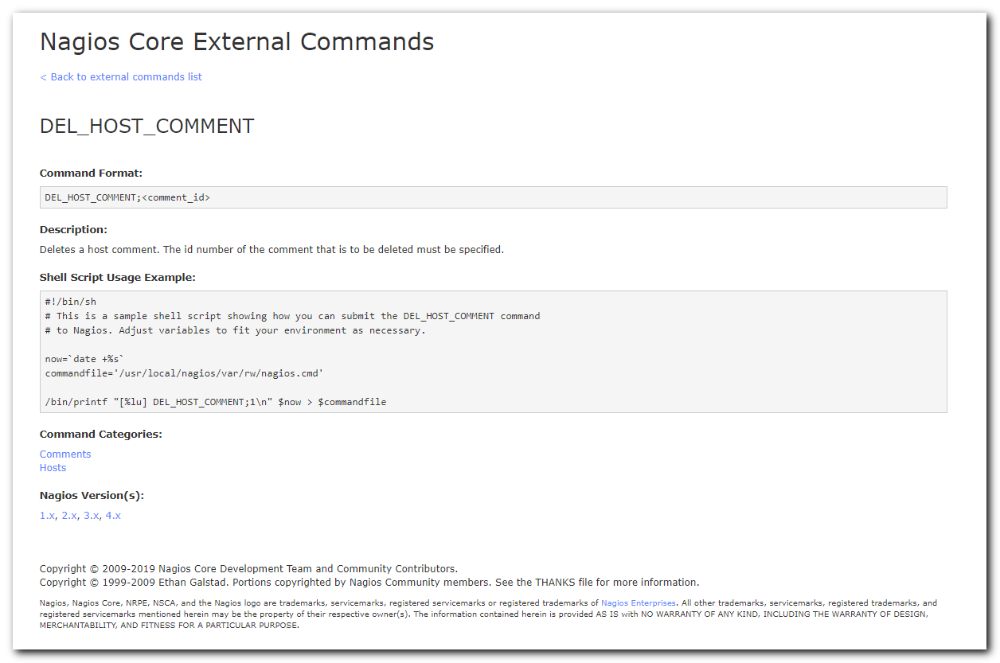 Nagios Core External Commands
< Back to external commands list
DEL_HOST_COMMENT
Command Format:
DEL_HOST_COMMENT;<comment_id>
Description:
Deletes a host comment. The id number of the comment that is to be deleted must be specified.
Shell Script Usage Example:
#!/bin/sh
# This is a sample shell script showing how you can submit the DEL_HOST_COMMENT command
# to Nagios. Adjust variables to fit your environment as necessary.
now=`date +%s`
commandfile='/usr/local/nagios/var/rw/nagios.cmd'
/bin/printf "[%lu] DEL_HOST_COMMENT;1\n" $now > $commandfile
Command Categories:
Comments
Hosts
Nagios Version(s):
1.x, 2.x, 3.x, 4.x
Copyright © 2009-2019 Nagios Core Development Team and Community Contributors.
Copyright © 1999-2009 Ethan Galstad. Portions copyrighted by Nagios Community members. See the THANKS file for more information.
Nagios, Nagios Core, NRPE, NSCA, and the Nagios logo are trademarks, servicemarks, registered servicemarks or registered trademarks of Nagios Enterprises. All other trademarks, servicemarks, registered trademarks, and
registered servicemarks mentioned herein may be the property of their respective owner(s). The information contained herein is provided AS IS with NO WARRANTY OF ANY KIND, INCLUDING THE WARRANTY OF DESIGN,
MERCHANTABILITY, AND FITNESS FOR A PARTICULAR PURPOSE.